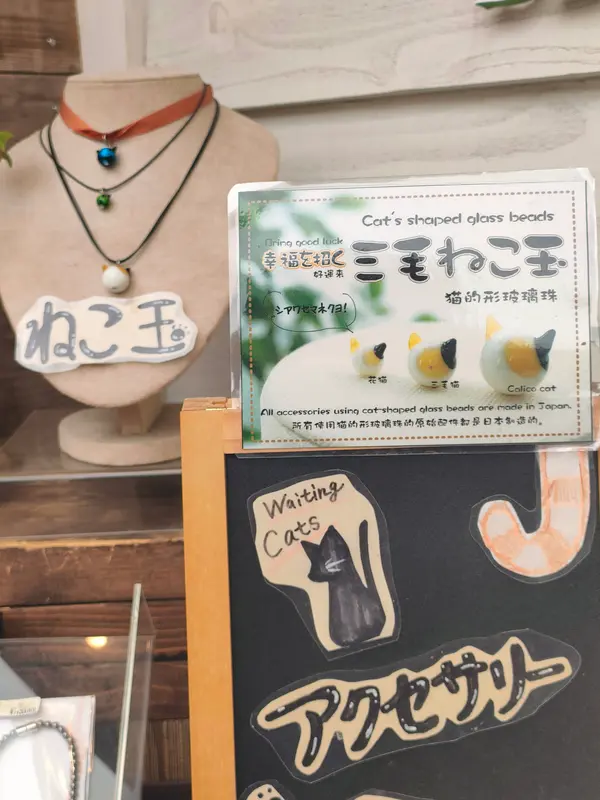 Cat's shaped glass beads
Bring good luck
幸福を招く
好運来
三毛ねこ玉
猫的形玻璃珠
シアワセマネクヨ!
花猫
三毛猫
Calico cat
All accessories using cat-shaped glass beads are made in Japan.
所有使用猫的形玻璃珠的原始配件都是日本制造的。
ねこ玉
Waiting
Cats
アクセサリー